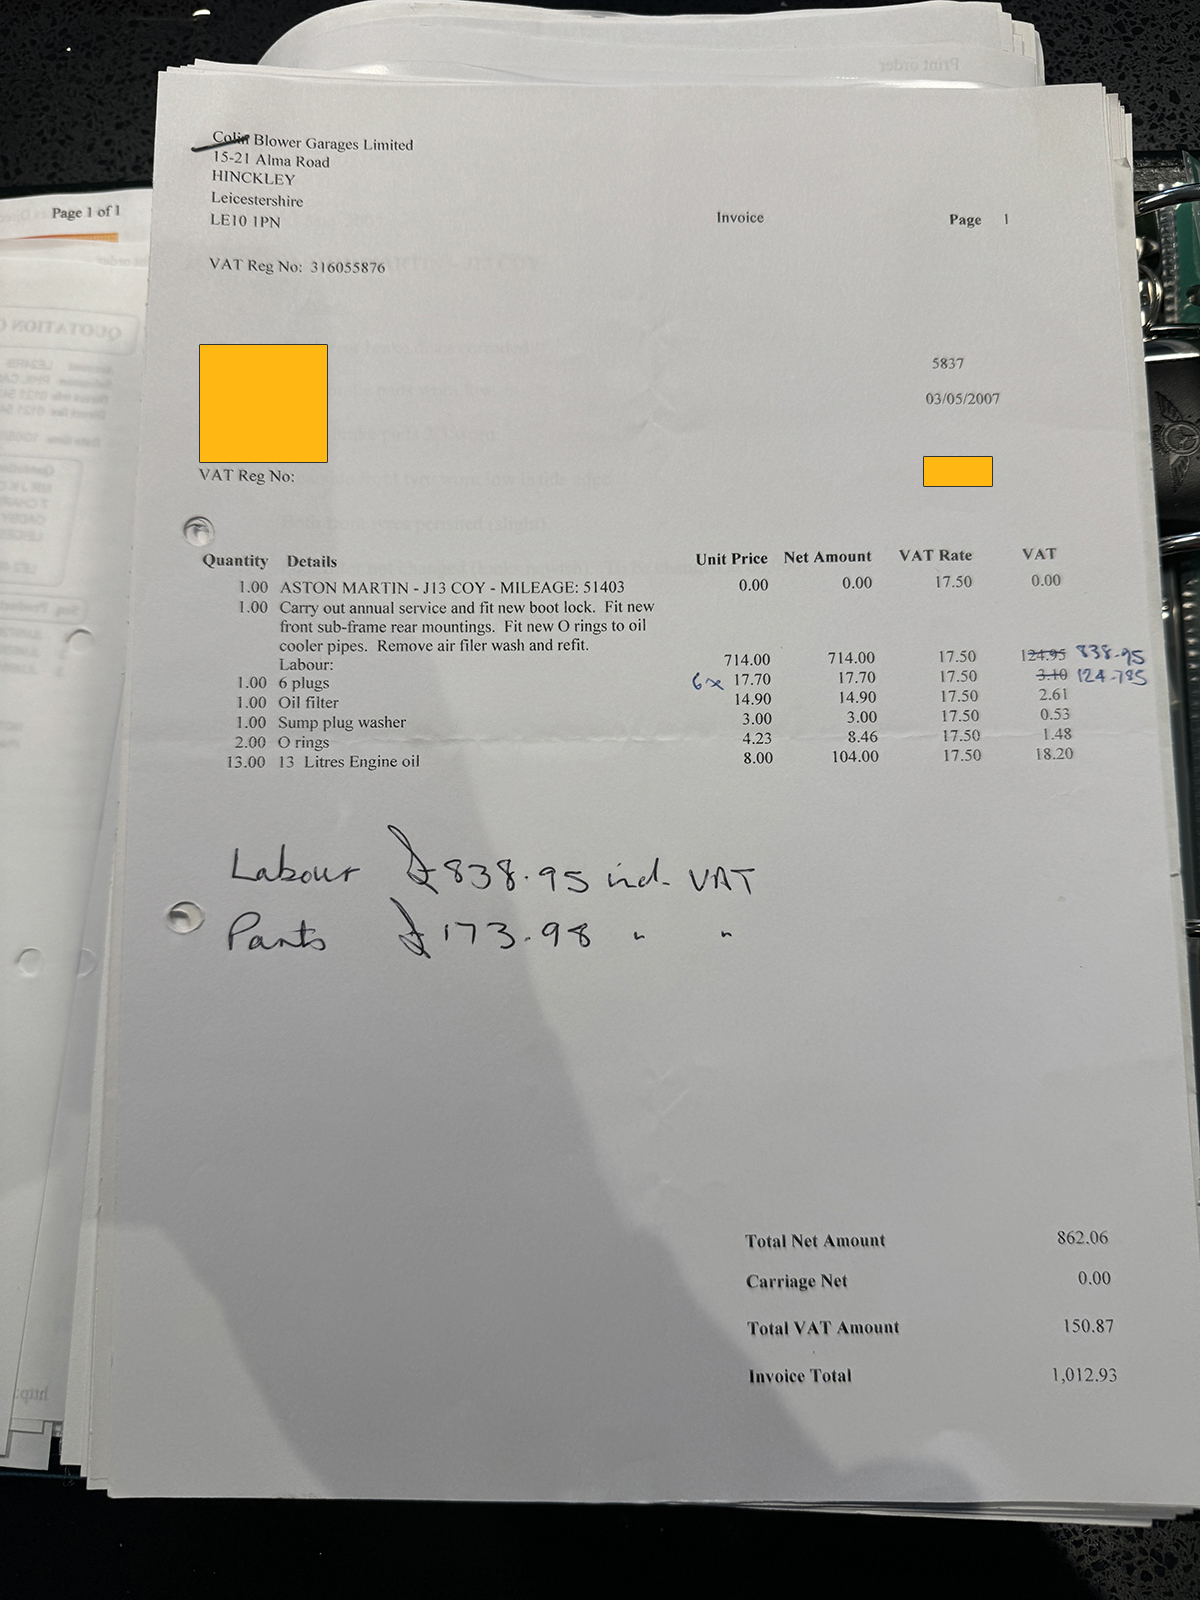 Print order
Page 1 of 1
QUOTATION
Colin Blower Garages Limited
15-21 Alma Road
HINCKLEY
Leicestershire
LE10 1PN
Invoice Page 1
VAT Reg No: 316055876
5837
03/05/2007
VAT Reg No:
Quantity Details Unit Price Net Amount VAT Rate VAT
1.00 ASTON MARTIN - J13 COY - MILEAGE: 51403 0.00 0.00 17.50 0.00
1.00 Carry out annual service and fit new boot lock. Fit new
front sub-frame rear mountings. Fit new O rings to oil
cooler pipes. Remove air filer wash and refit.
Labour: 714.00 714.00 17.50 124.95 838.95
1.00 6 plugs 6x 17.70 17.70 17.50 3.10 124.785
1.00 Oil filter 14.90 14.90 17.50 2.61
1.00 Sump plug washer 3.00 3.00 17.50 0.53
2.00 O rings 4.23 8.46 17.50 1.48
13.00 13 Litres Engine oil 8.00 104.00 17.50 18.20
Labour £838.95 incl. VAT
Parts £173.98 " "
Total Net Amount 862.06
Carriage Net 0.00
Total VAT Amount 150.87
Invoice Total 1,012.93
http: